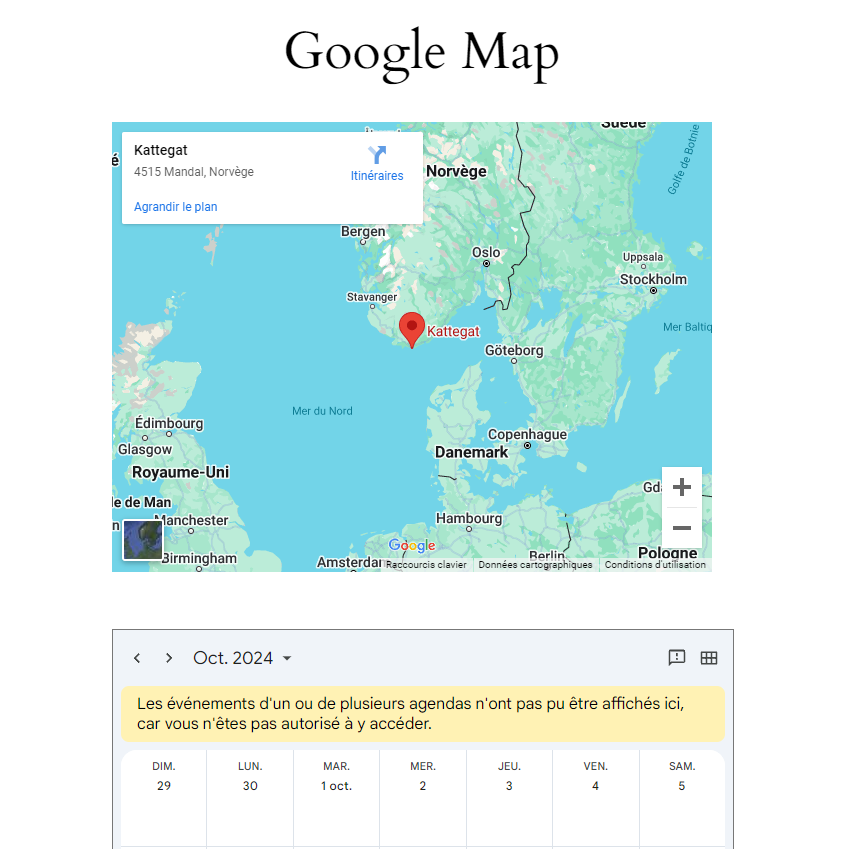 Google Map
Suède
Kattegat
4515 Mandal, Norvège
Itinéraires
Agrandir le plan
Norvège
Golfe de Botnie
Bergen
Oslo
Uppsala
Stockholm
Stavanger
Kattegat
Göteborg
Mer Baltiq
Mer du Nord
Édimbourg
Glasgow
Copenhague
Danemark
Royaume-Uni
le de Man
Manchester
Hambourg
Birmingham
Amsterdam
Berlin
Pologne
Gda
Google
Raccourcis clavier
Données cartographiques
Conditions d'utilisation
Oct. 2024
Les événements d'un ou de plusieurs agendas n'ont pas pu être affichés ici,
car vous n'êtes pas autorisé à y accéder.
DIM. LUN. MAR. MER. JEU. VEN. SAM.
29 30 1 oct. 2 3 4 5